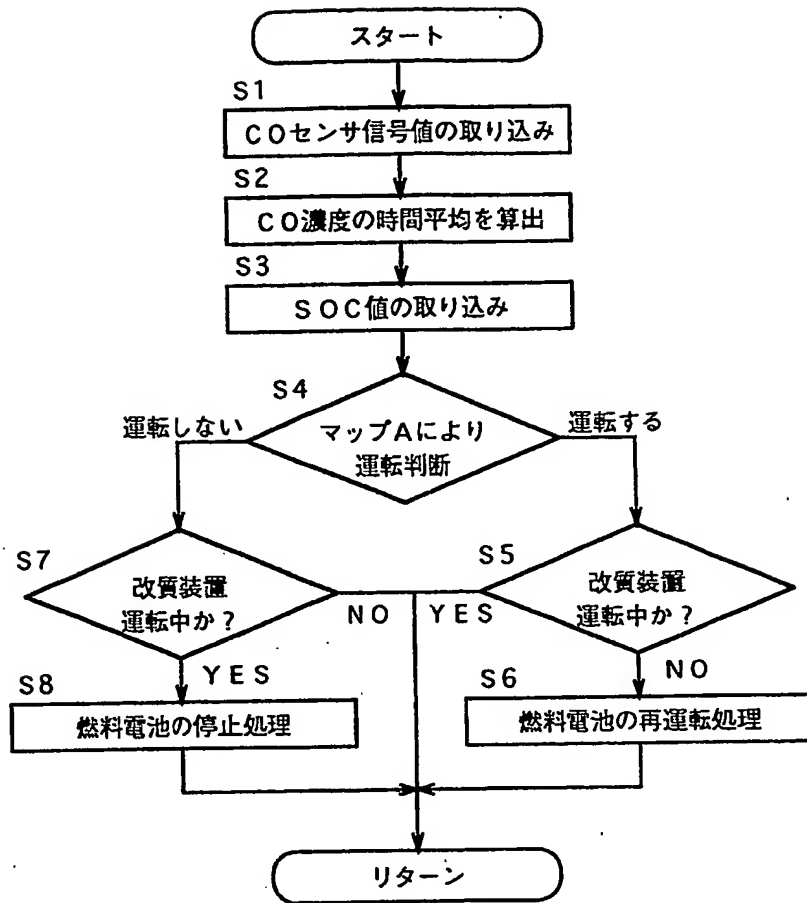 スタート
S1
COセンサ信号値の取り込み
S2
CO濃度の時間平均を算出
S3
SOC値の取り込み
S4
マップAにより
運転判断
運転しない
運転する
S7
改質装置
運転中か?
NO
YES
S5
改質装置
運転中か?
YES
NO
S8
燃料電池の停止処理
S6
燃料電池の再運転処理
リターン